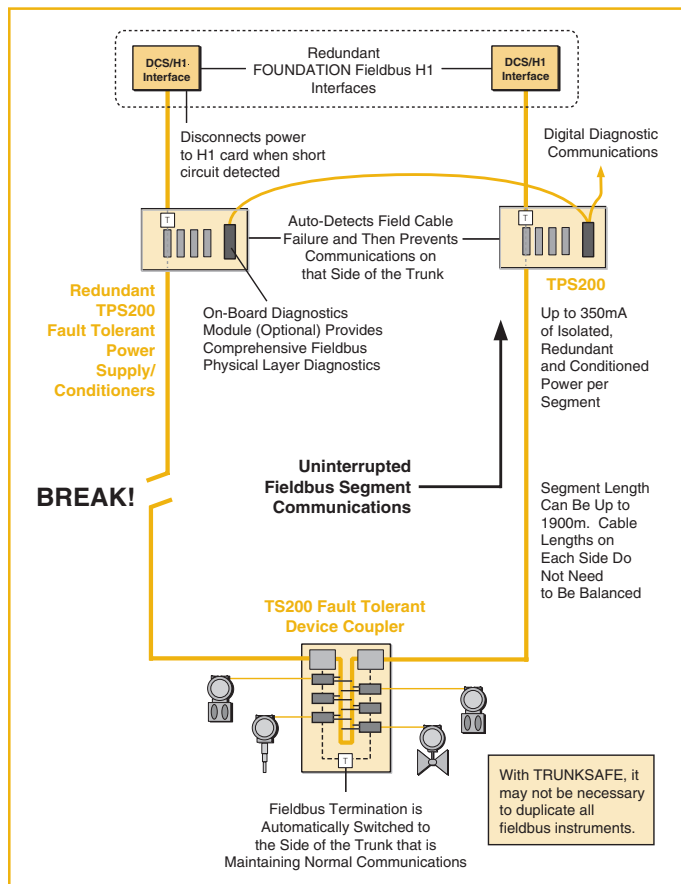 DCS/H1
Interface
Redundant
FOUNDATION Fieldbus H1
Interfaces
DCS/H1
Interface
Disconnects power
to H1 card when short
circuit detected
Digital Diagnostic
Communications
T
T
Auto-Detects Field Cable
Failure and Then Prevents
Communications on
that Side of the Trunk
Redundant
TPS200
Fault Tolerant
Power
Supply/
Conditioners
On-Board Diagnostics
Module (Optional) Provides
Comprehensive Fieldbus
Physical Layer Diagnostics
TPS200
Up to 350mA
of Isolated,
Redundant
and Conditioned
Power per
Segment
BREAK!
Uninterrupted
Fieldbus Segment
Communications
Segment Length
Can Be Up to
1900m. Cable
Lengths on
Each Side Do
Not Need
to Be Balanced
TS200 Fault Tolerant
Device Coupler
T
Fieldbus Termination is
Automatically Switched to
the Side of the Trunk that is
Maintaining Normal Communications
With TRUNKSAFE, it
may not be necessary
to duplicate all
fieldbus instruments.